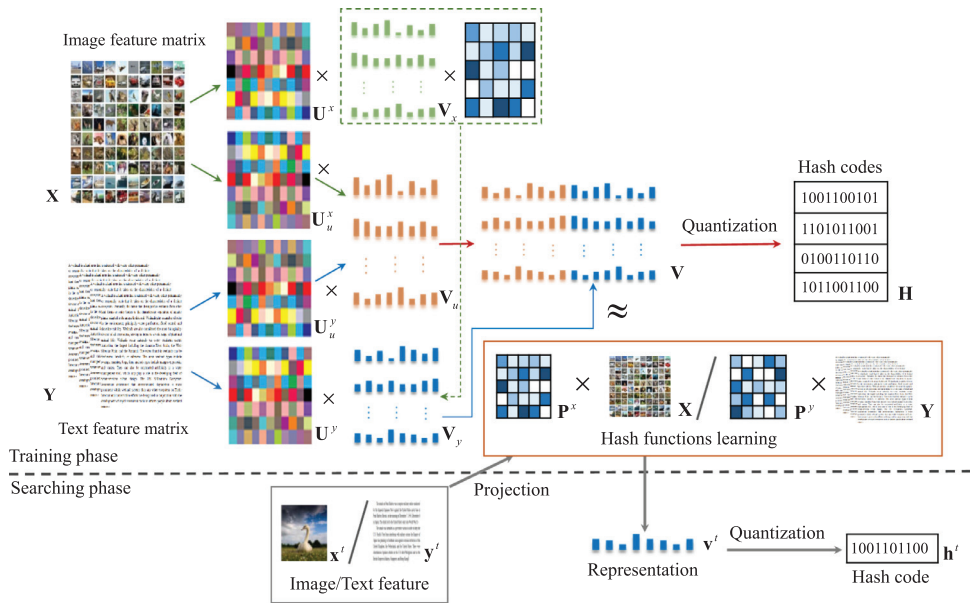 Image feature matrix
X
U^x
×
V_x
×
U_u^x
×
V_u
U_u^y
×
Y
Text feature matrix
U^y
×
V_y
V
Quantization
Hash codes
1001100101
1101011001
0100110110
1011001100
H
≈
P^x
×
X
/
P^y
×
Y
Hash functions learning
Training phase
Searching phase
Projection
x^t
/
y^t
Image/Text feature
v^t
Representation
Quantization
1001101100
h^t
Hash code